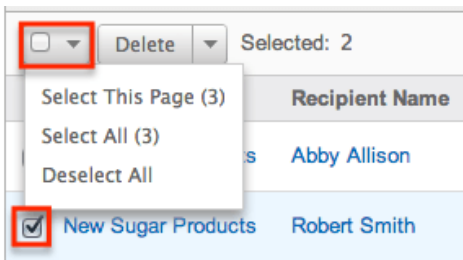 Delete Selected: 2
Select This Page (3)
Recipient Name
Select All (3)
s Abby Allison
Deselect All
New Sugar Products Robert Smith